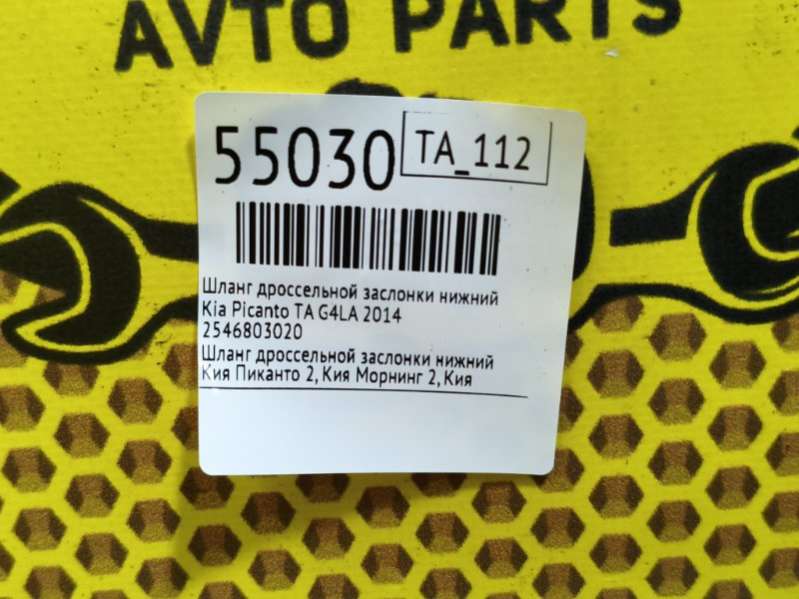 AVTO PARTS
55030 TA_112
Шланг дроссельной заслонки нижний
Kia Picanto TA G4LA 2014
2546803020
Шланг дроссельной заслонки нижний
Кия Пиканто 2, Кия Морнинг 2, Кия